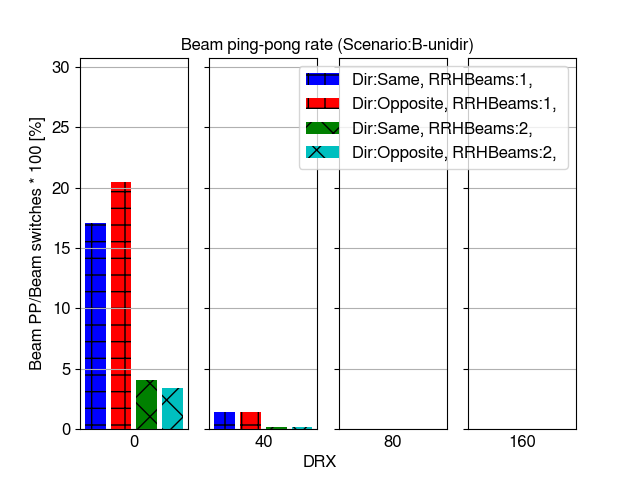 Beam ping-pong rate (Scenario:B-unidir)
Beam PP/Beam switches * 100 [%]
30
25
20
15
10
5
0
Dir:Same, RRHBeams:1,
Dir:Opposite, RRHBeams:1,
Dir:Same, RRHBeams:2,
Dir:Opposite, RRHBeams:2,
0 40 80 160
DRX